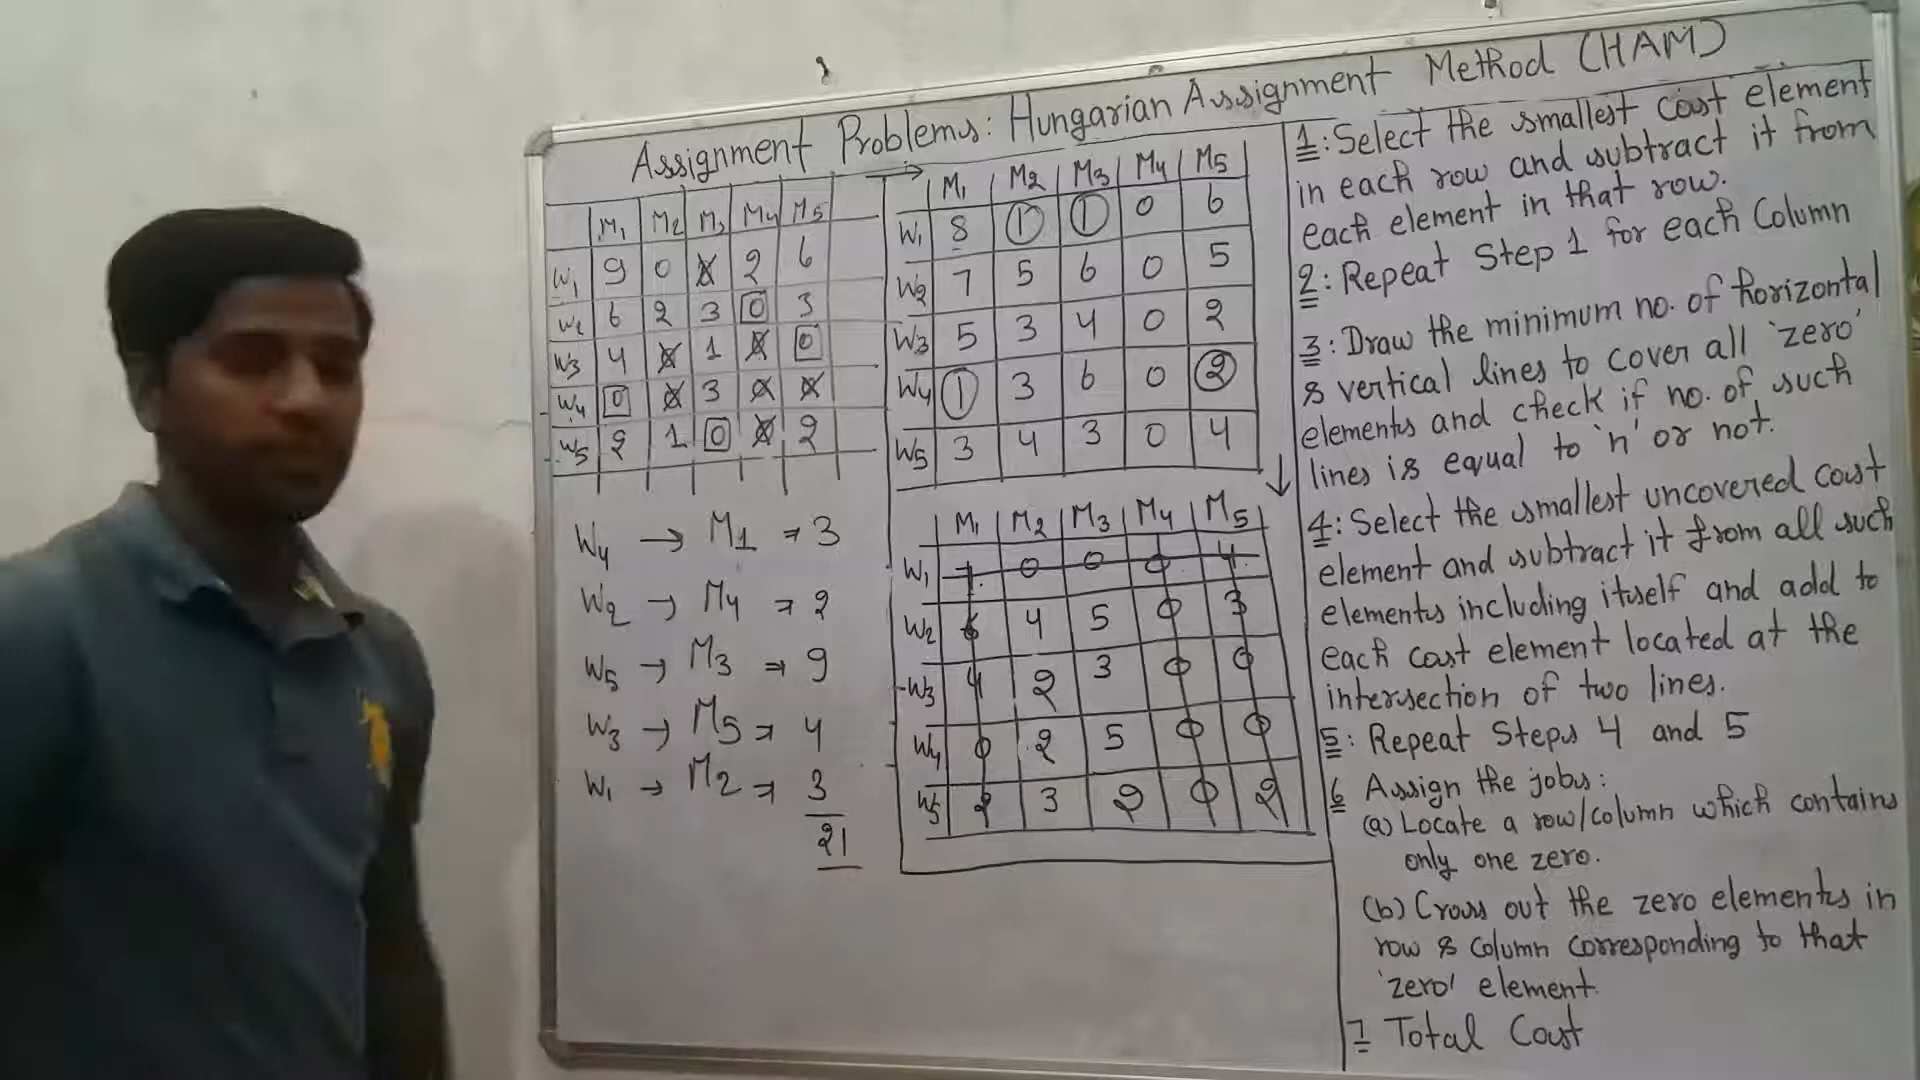 Assignment Problems: Hungarian Assignment Method (HAM)
M1 M2 M3 M4 M5
W1 9 0 0 2 6
W2 6 2 3 0 3
W3 4 0 1 0 0
W4 0 0 3 0 0
W5 2 1 0 0 2
W4 → M1 ⇒ 3
W2 → M4 ⇒ 2
W5 → M3 ⇒ 9
W3 → M5 ⇒ 4
W1 → M2 ⇒ 3
21
M1 M2 M3 M4 M5
W1 8 1 1 0 6
W2 7 5 6 0 5
W3 5 3 4 0 2
W4 1 3 6 0 2
W5 3 4 3 0 4
M1 M2 M3 M4 M5
W1 7 0 0 0 4
W2 6 4 5 0 3
W3 4 2 3 0 0
W4 0 2 5 0 0
W5 2 3 2 0 2
1: Select the smallest cost element
in each row and subtract it from
each element in that row.
2: Repeat Step 1 for each Column
3: Draw the minimum no. of horizontal
& vertical lines to cover all 'zero'
elements and check if no. of such
lines is equal to 'n' or not.
4: Select the smallest uncovered cost
element and subtract it from all such
elements including itself and add to
each cost element located at the
intersection of two lines.
5: Repeat Steps 4 and 5
6 Assign the jobs:
(a) Locate a row/column which contains
only one zero.
(b) Cross out the zero elements in
row & column corresponding to that
'zero' element.
7 Total Cost